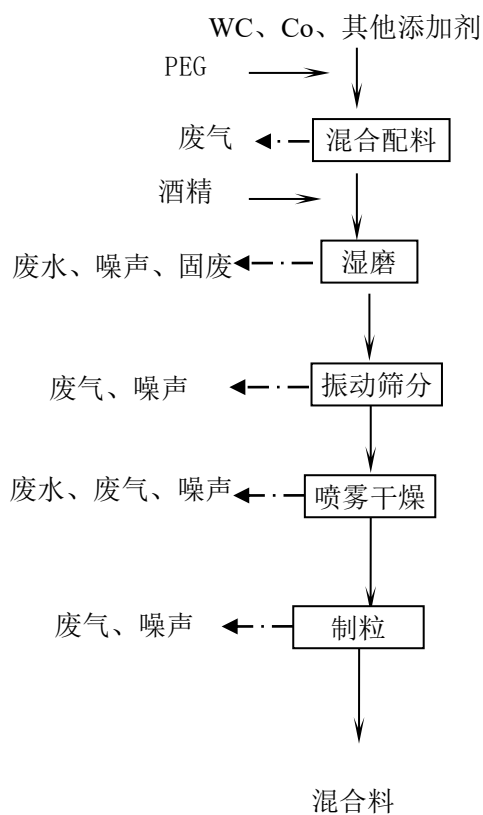 WC、Co、其他添加剂
PEG
废气
混合配料
酒精
废水、噪声、固废
湿磨
废气、噪声
振动筛分
废水、废气、噪声
喷雾干燥
废气、噪声
制粒
混合料